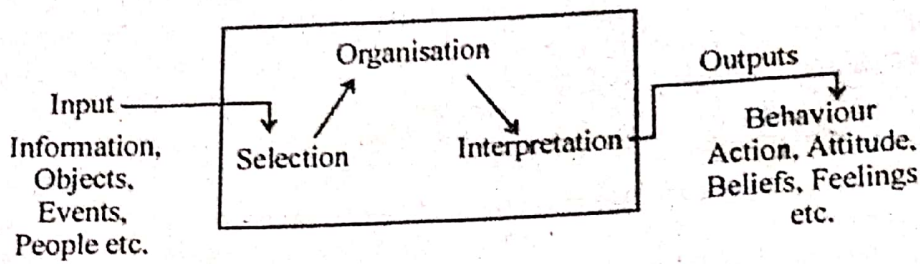 Organisation
Outputs
Input
Behaviour
Information,
Selection
Interpretation
Action, Attitude,
Objects,
Beliefs, Feelings
Events,
etc.
People etc.